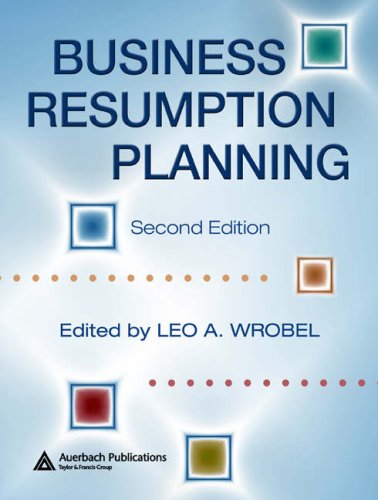 BUSINESS
RESUMPTION
PLANNING
Second Edition
Edited by LEO A. WROBEL
Auerbach Publications
Taylor & Francis Group